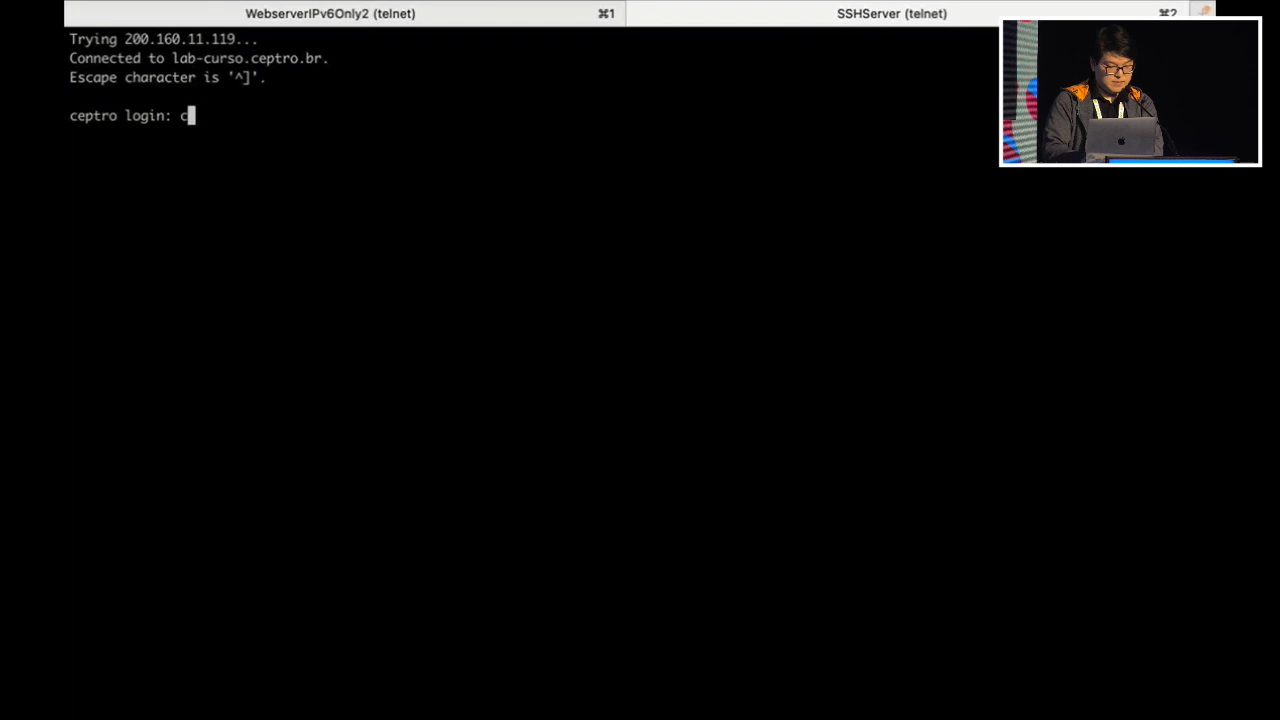 WebserverIPv6Only2 (telnet) ⌘1 SSHServer (telnet) ⌘2
Trying 200.160.11.119...
Connected to lab-curso.ceptro.br.
Escape character is '^]'.
ceptro login: c